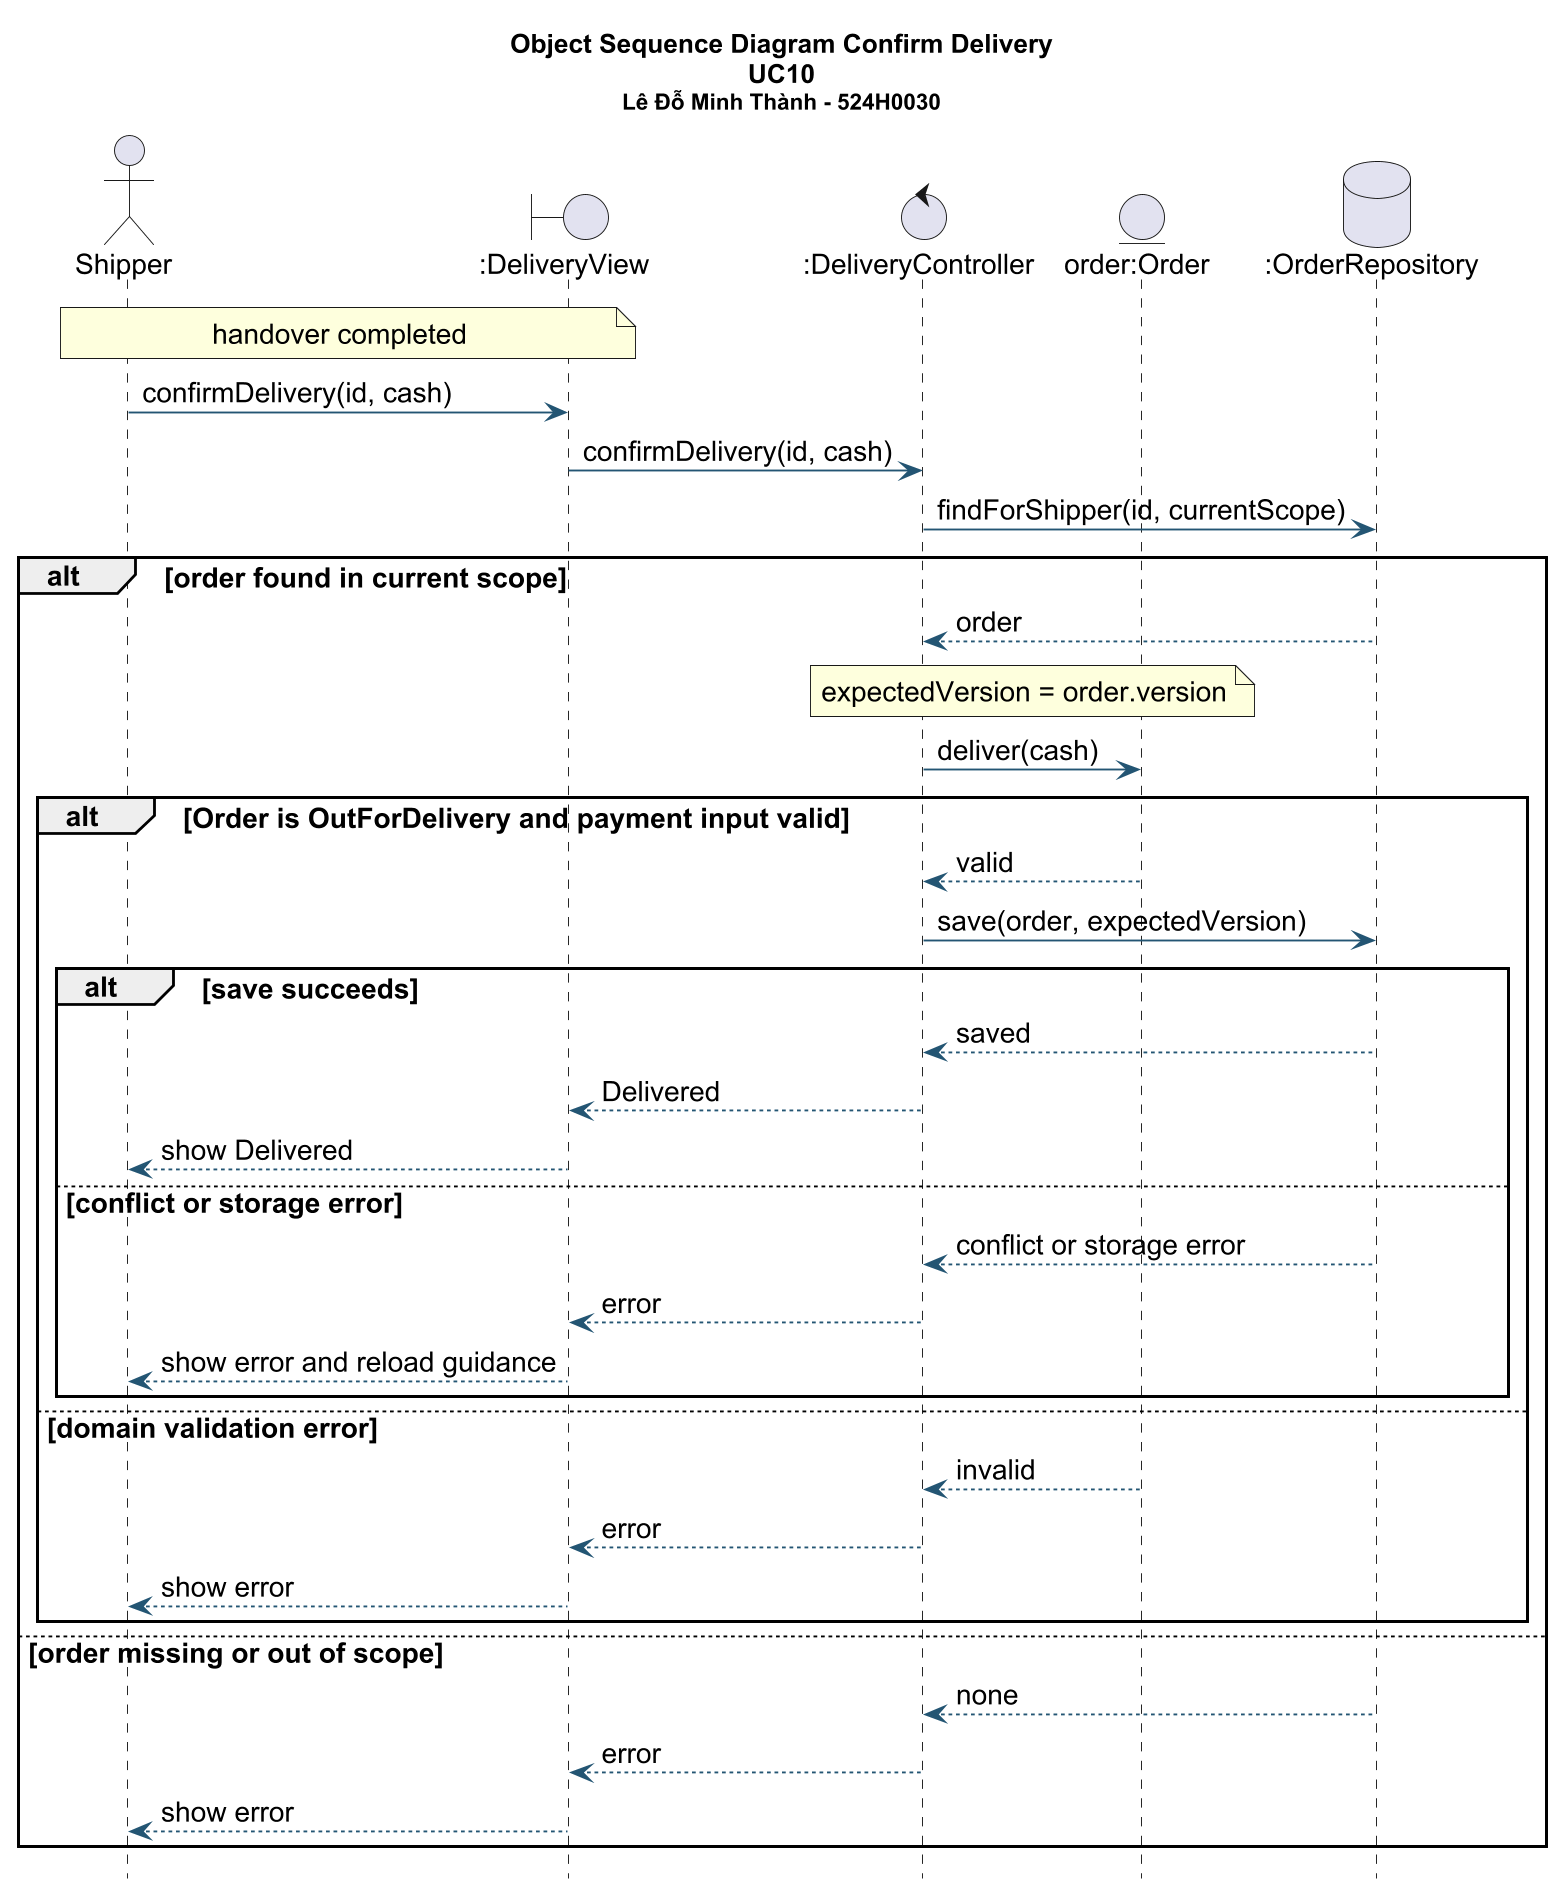 Object Sequence Diagram Confirm Delivery
UC10
Lê Đỗ Minh Thành - 524H0030
Shipper
:DeliveryView
:DeliveryController
order:Order
:OrderRepository
handover completed
confirmDelivery(id, cash)
confirmDelivery(id, cash)
findForShipper(id, currentScope)
alt [order found in current scope]
order
expectedVersion = order.version
deliver(cash)
alt [Order is OutForDelivery and payment input valid]
valid
save(order, expectedVersion)
alt [save succeeds]
saved
Delivered
show Delivered
[conflict or storage error]
conflict or storage error
error
show error and reload guidance
[domain validation error]
invalid
error
show error
[order missing or out of scope]
none
error
show error